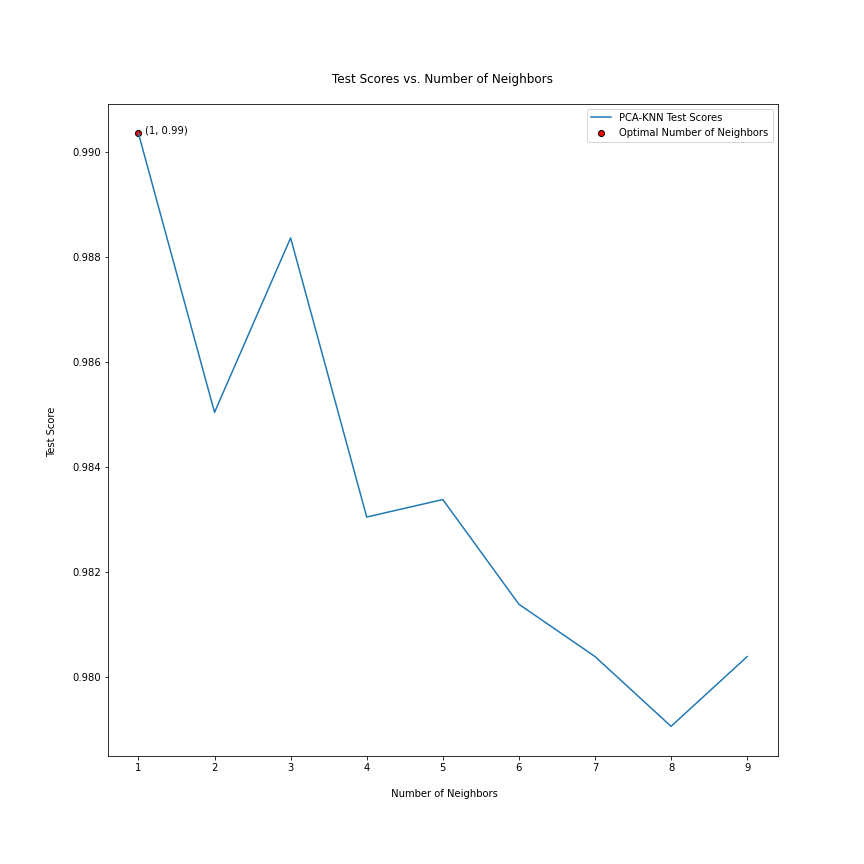 Test Scores vs. Number of Neighbors
(1, 0.99)
PCA-KNN Test Scores
Optimal Number of Neighbors
0.990
0.988
0.986
0.984
0.982
0.980
Test Score
1 2 3 4 5 6 7 8 9
Number of Neighbors